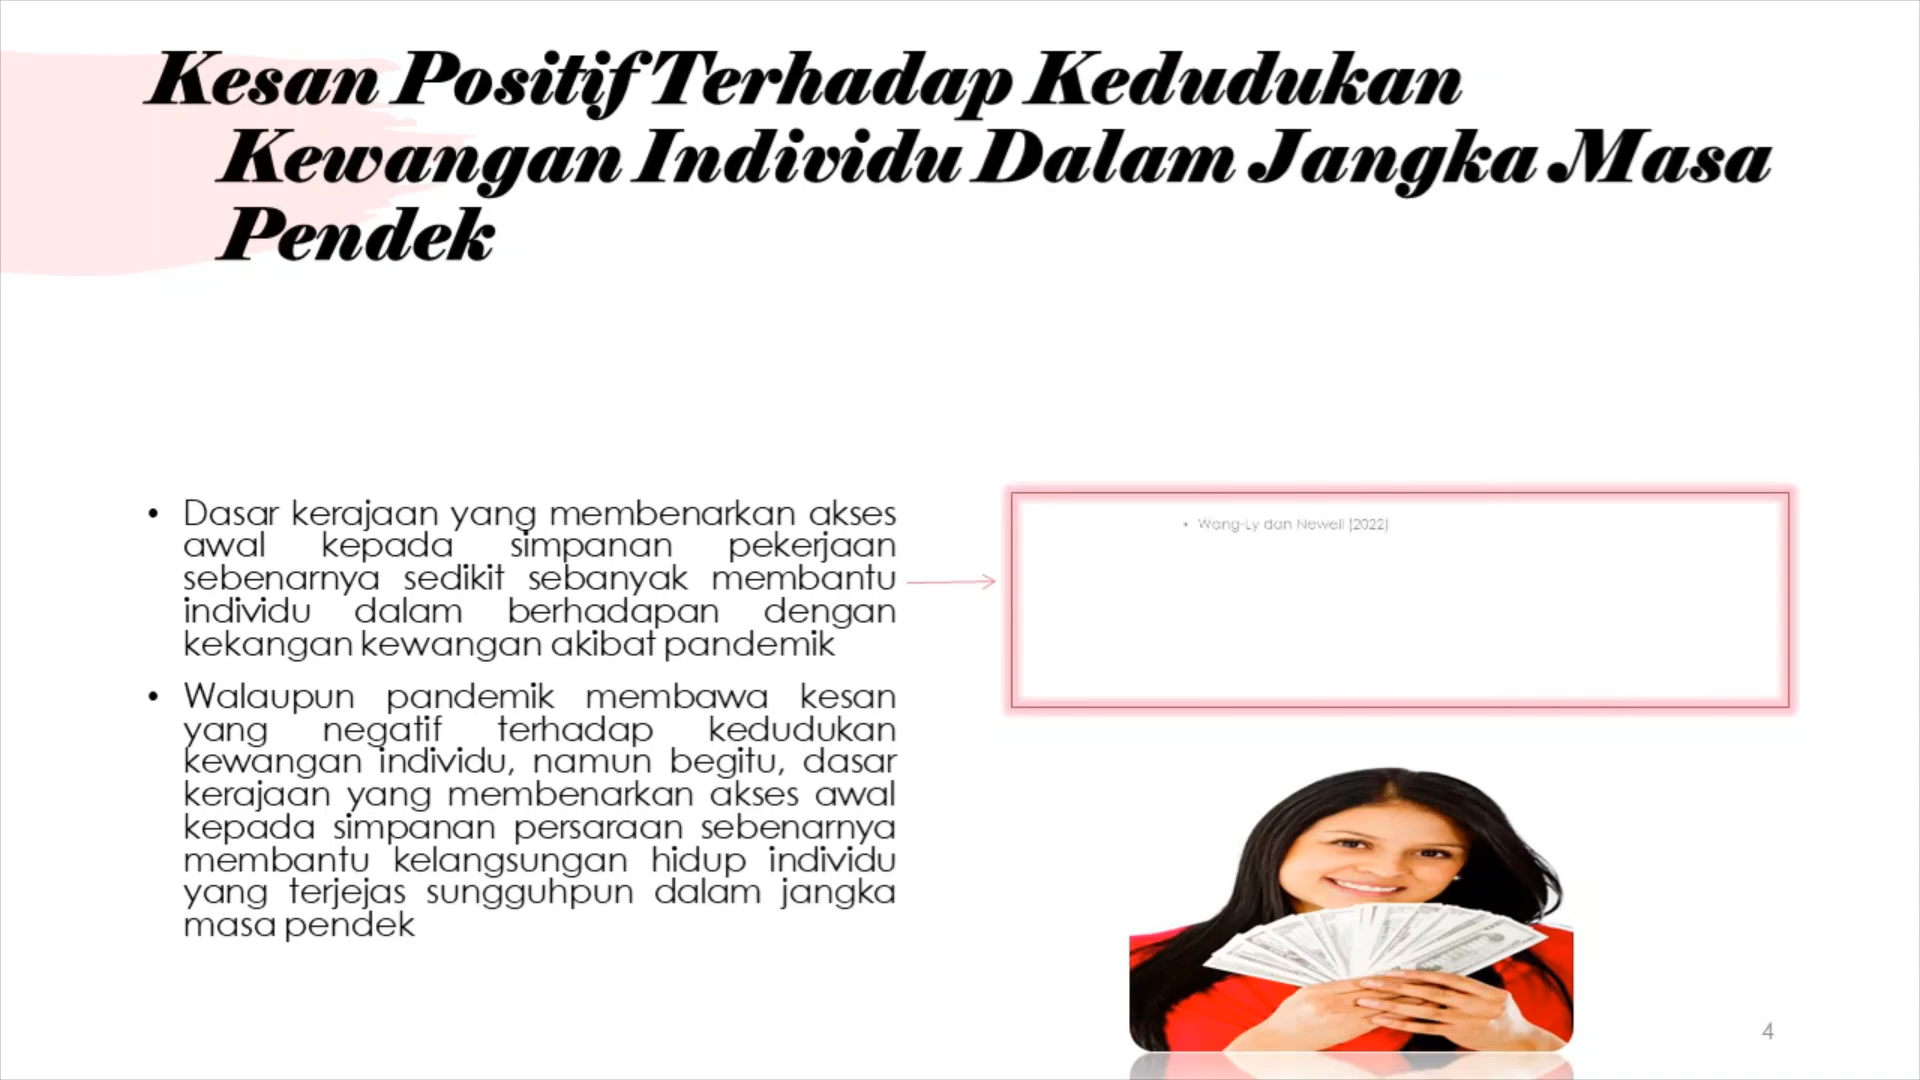 Kesan Positif Terhadap Kedudukan
Kewangan Individu Dalam Jangka Masa
Pendek
• Dasar kerajaan yang membenarkan akses
awal kepada simpanan pekerjaan
sebenarnya sedikit sebanyak membantu
individu dalam berhadapan dengan
kekangan kewangan akibat pandemik
• Walaupun pandemik membawa kesan
yang negatif terhadap kedudukan
kewangan individu, namun begitu, dasar
kerajaan yang membenarkan akses awal
kepada simpanan persaraan sebenarnya
membantu kelangsungan hidup individu
yang terjejas sungguhpun dalam jangka
masa pendek
• Wang-Ly dan Newell (2022)
4